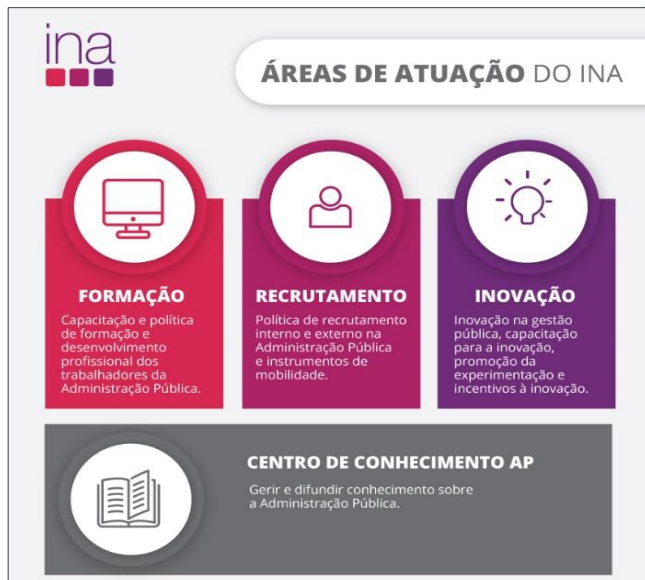 ina
ÁREAS DE ATUAÇÃO DO INA
FORMAÇÃO
Capacitação e política
de formação e
desenvolvimento
profissional dos
trabalhadores da
Administração Pública.
RECRUTAMENTO
Política de recrutamento
interno e externo na
Administração Pública
e instrumentos de
mobilidade.
INOVAÇÃO
Inovação na gestão
pública, capacitação
para a inovação,
promoção da
experimentação e
incentivos à inovação.
CENTRO DE CONHECIMENTO AP
Gerir e difundir conhecimento sobre
a Administração Pública.